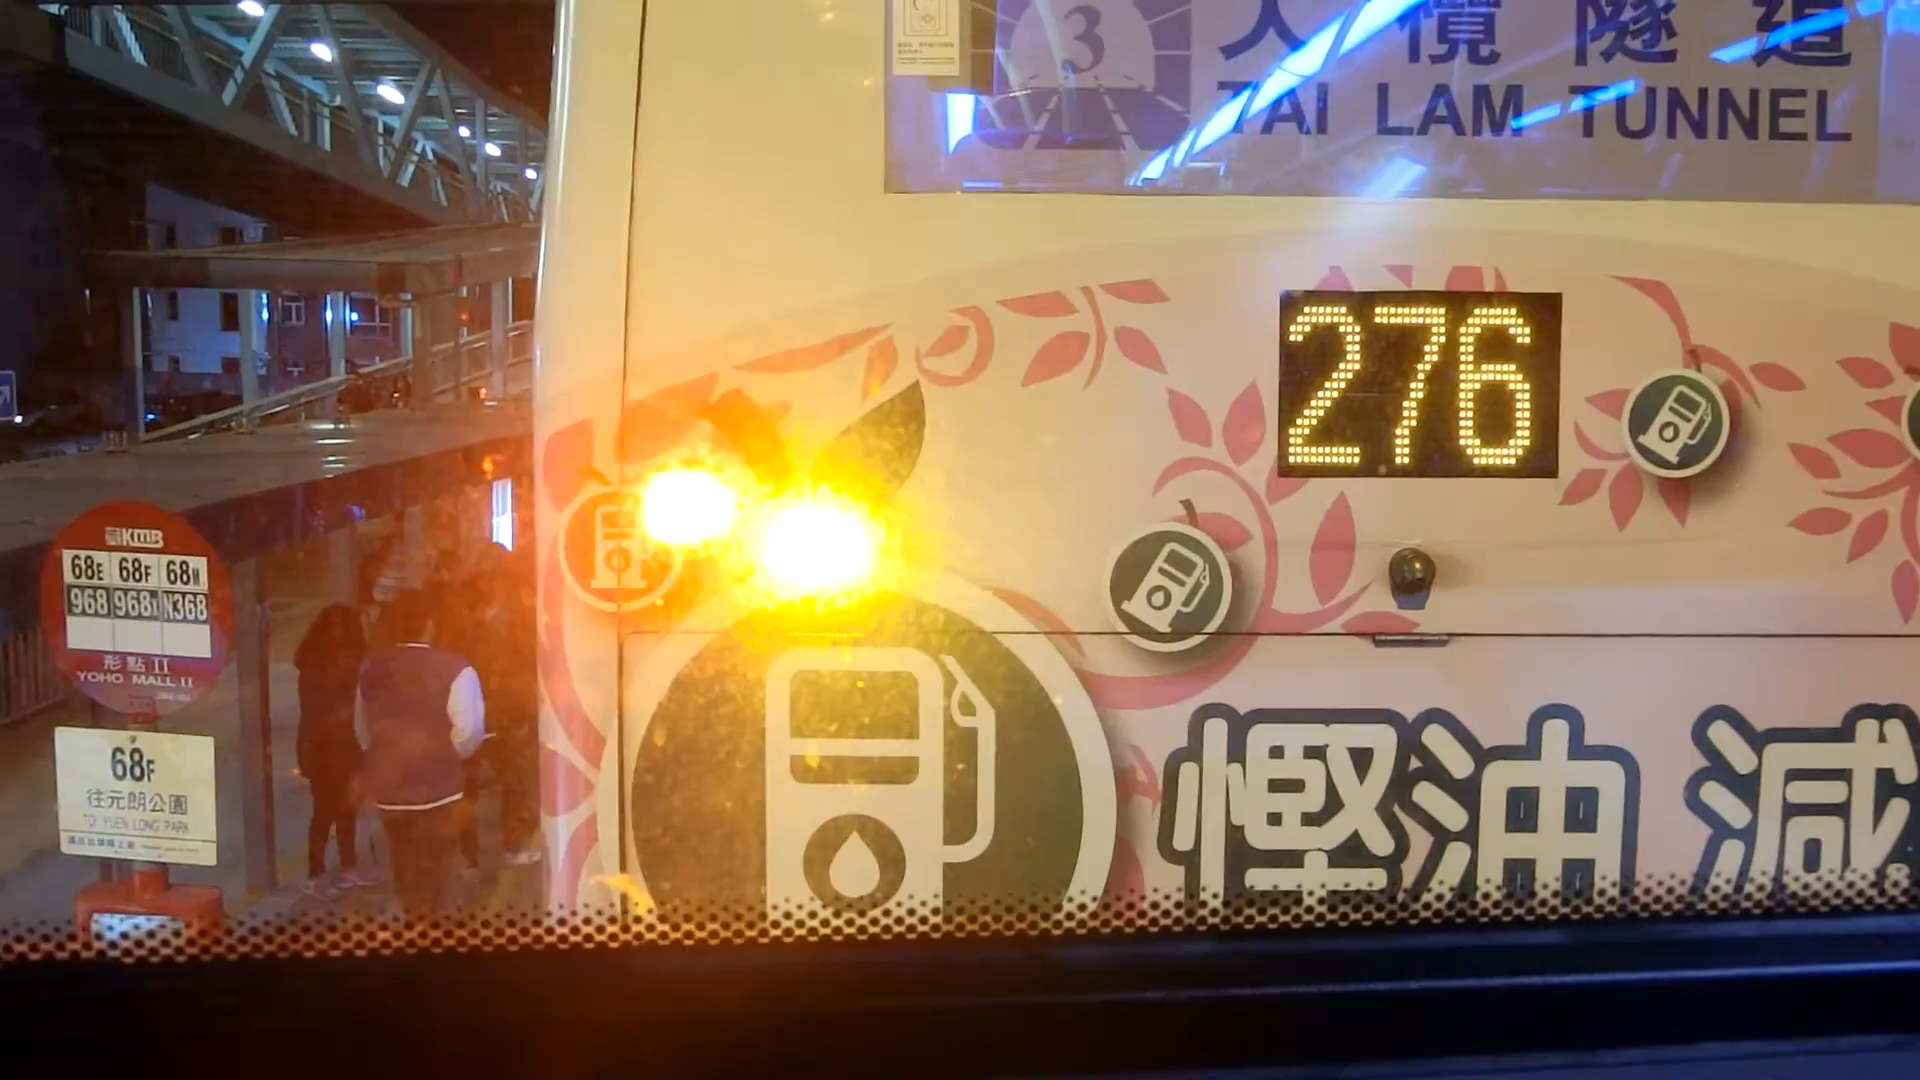 3
大欖隧道
TAI LAM TUNNEL
276
KMB
68E 68F 68M
968 968X N368
形點 II
YOHO MALL II
68F
往元朗公園
TO YUEN LONG PARK
慳油 減